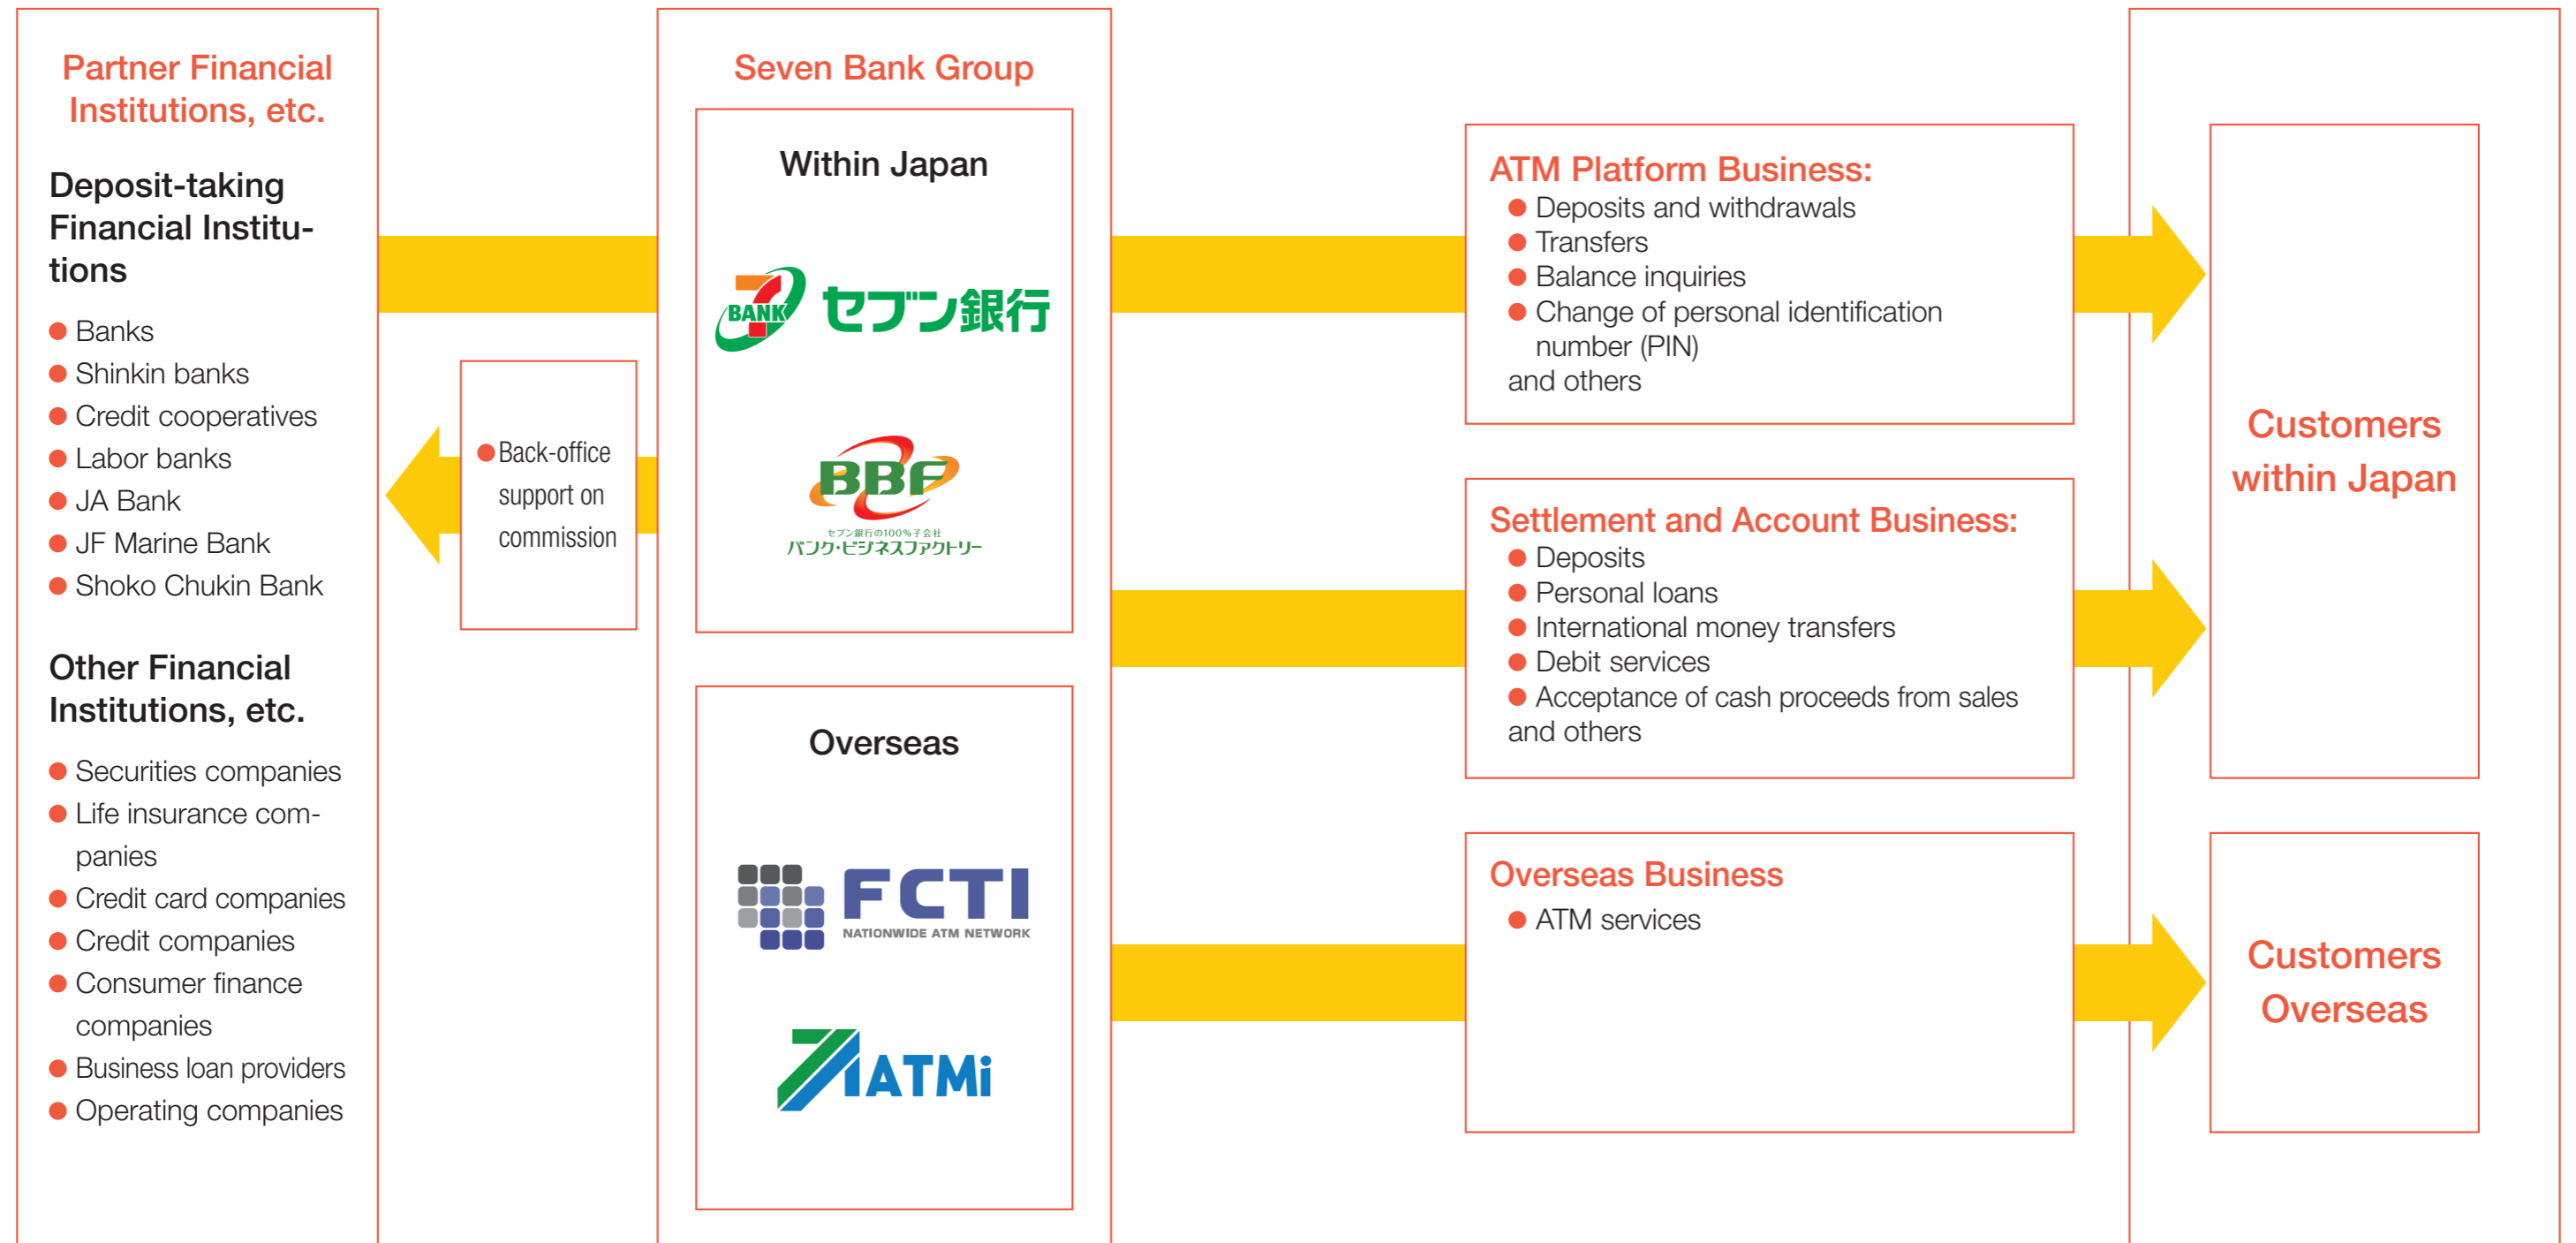 Partner Financial
Institutions, etc.
Deposit-taking
Financial Institu-
tions
● Banks
● Shinkin banks
● Credit cooperatives
● Labor banks
● JA Bank
● JF Marine Bank
● Shoko Chukin Bank
Other Financial
Institutions, etc.
● Securities companies
● Life insurance com-
panies
● Credit card companies
● Credit companies
● Consumer finance
companies
● Business loan providers
● Operating companies
● Back-office
support on
commission
Seven Bank Group
Within Japan
7 BANK セブン銀行
BBF
セブン銀行の100%子会社
バンク・ビジネスファクトリー
Overseas
FCTI
NATIONWIDE ATM NETWORK
ATMi
ATM Platform Business:
● Deposits and withdrawals
● Transfers
● Balance inquiries
● Change of personal identification
number (PIN)
and others
Settlement and Account Business:
● Deposits
● Personal loans
● International money transfers
● Debit services
● Acceptance of cash proceeds from sales
and others
Overseas Business
● ATM services
Customers
within Japan
Customers
Overseas